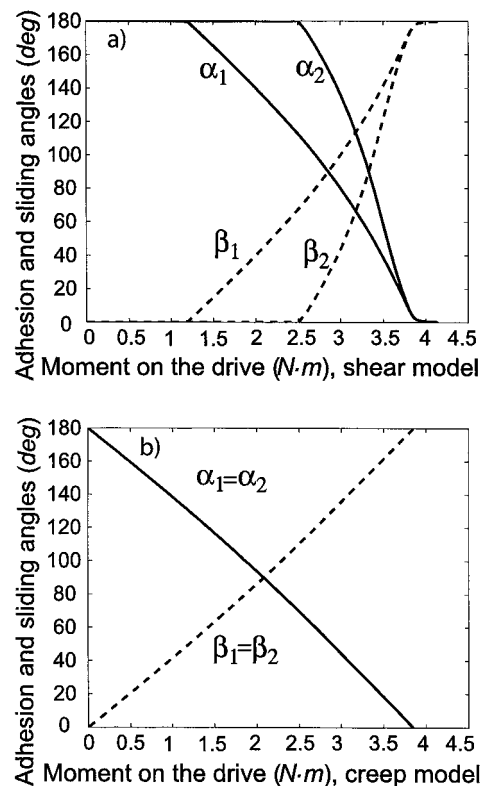 Adhesion and sliding angles (deg)
180
160
140
120
100
80
60
40
20
0
a)
α1
α2
β1
β2
0 0.5 1 1.5 2 2.5 3 3.5 4 4.5
Moment on the drive (N·m), shear model
Adhesion and sliding angles (deg)
180
160
140
120
100
80
60
40
20
0
b)
α1=α2
β1=β2
0 0.5 1 1.5 2 2.5 3 3.5 4 4.5
Moment on the drive (N·m), creep model